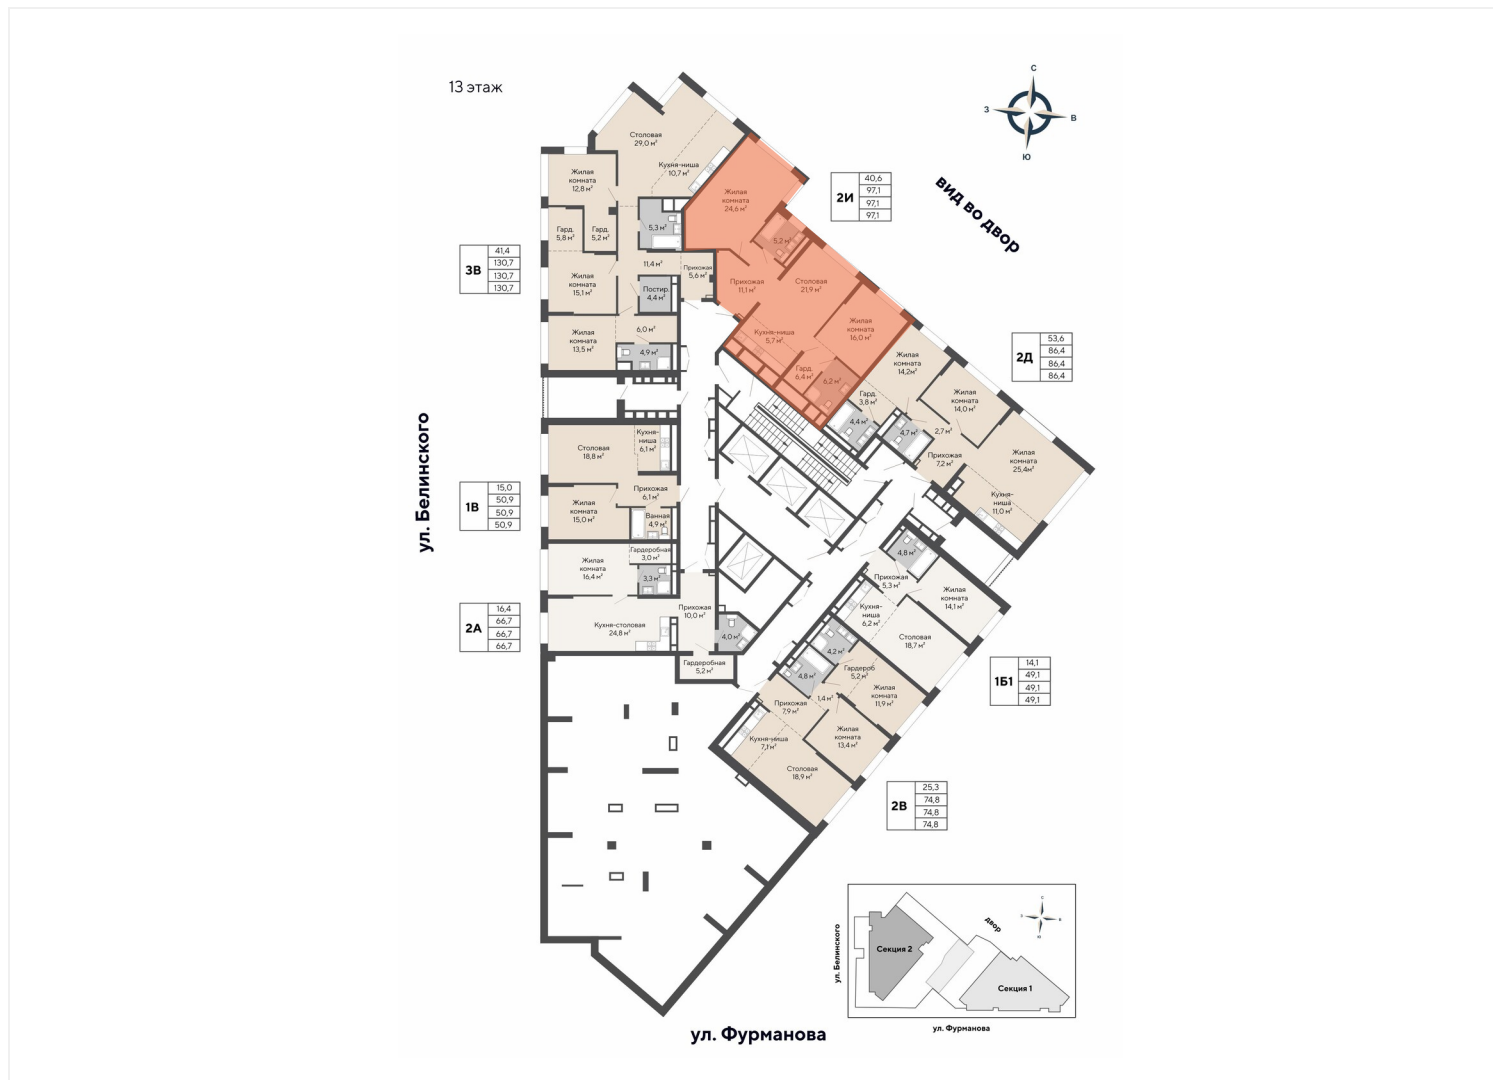 13 этаж
С
З
В
Ю
вид во двор
ул. Белинского
ул. Фурманова
Столовая
29,0 м²
Кухня-ниша
10,7 м²
Жилая
комната
12,8 м²
Гард.
5,8 м²
Гард.
5,2 м²
5,3 м²
11,4 м²
Прихожая
5,6 м²
Жилая
комната
15,1 м²
Постир.
4,4 м²
Жилая
комната
13,5 м²
6,0 м²
4,9 м²
3В
41,4
130,7
130,7
130,7
Жилая
комната
24,6 м²
5,2 м²
Прихожая
11,1 м²
Столовая
21,9 м²
Кухня-ниша
5,7 м²
Жилая
комната
16,0 м²
Гард.
6,4 м²
6,2 м²
2И
40,6
97,1
97,1
97,1
Жилая
комната
14,2м²
Гард.
3,8 м²
4,4 м²
4,7 м²
2,7 м²
Жилая
комната
14,0 м²
Прихожая
7,2 м²
Жилая
комната
25,4м²
Кухня-
ниша
11,0 м²
2Д
53,6
86,4
86,4
86,4
Столовая
18,8 м²
Кухня-
ниша
6,1 м²
Прихожая
6,1 м²
Жилая
комната
15,0 м²
Ванная
4,9 м²
1В
15,0
50,9
50,9
50,9
Жилая
комната
16,4 м²
Гардеробная
3,0 м²
3,3 м²
Прихожая
10,0 м²
Кухня-столовая
24,8 м²
4,0 м²
Гардеробная
5,2 м²
2А
16,4
66,7
66,7
66,7
4,8 м²
Прихожая
5,3 м²
Жилая
комната
14,1 м²
Кухня-
ниша
6,2 м²
Столовая
18,7 м²
1Б1
14,1
49,1
49,1
49,1
4,2 м²
4,8 м²
Гардероб
5,2 м²
1,4 м²
Жилая
комната
11,9 м²
Прихожая
7,9 м²
Жилая
комната
13,4 м²
Кухня-ниша
7,1 м²
Столовая
18,9 м²
2В
25,3
74,8
74,8
74,8
ул. Белинского
двор
Секция 2
Секция 1
ул. Фурманова